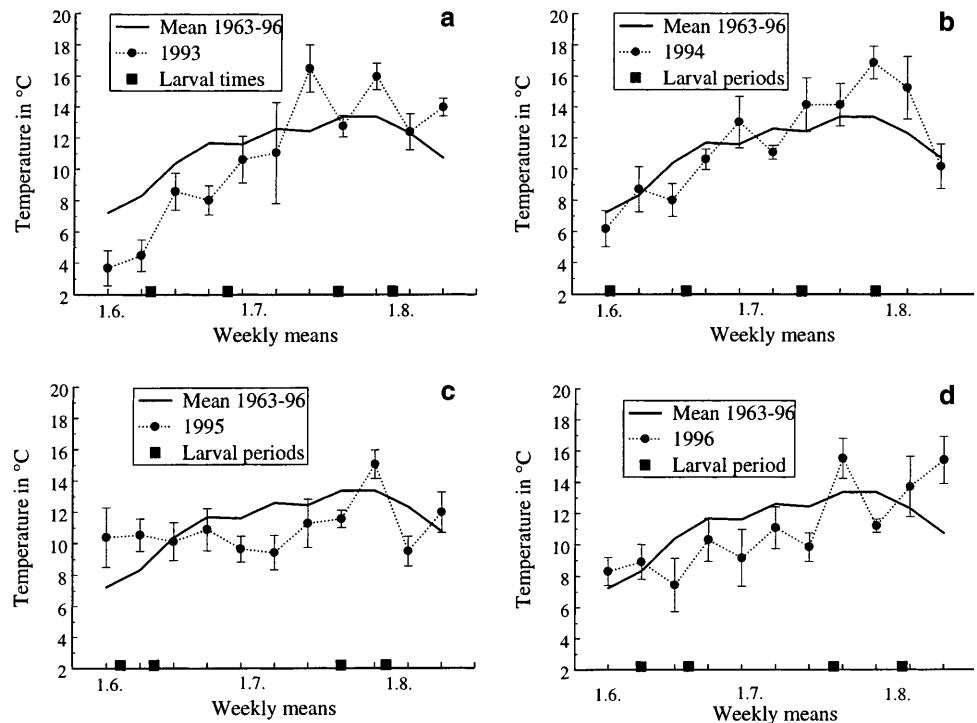 a
20
18
16
14
12
10
8
6
4
2
Temperature in °C
Mean 1963-96
1993
Larval times
1.6.
1.7.
1.8.
Weekly means
b
20
18
16
14
12
10
8
6
4
2
Temperature in °C
Mean 1963-96
1994
Larval periods
1.6.
1.7.
1.8.
Weekly means
c
20
18
16
14
12
10
8
6
4
2
Temperature in °C
Mean 1963-96
1995
Larval periods
1.6.
1.7.
1.8.
Weekly means
d
20
18
16
14
12
10
8
6
4
2
Temperature in °C
Mean 1963-96
1996
Larval period
1.6.
1.7.
1.8.
Weekly means